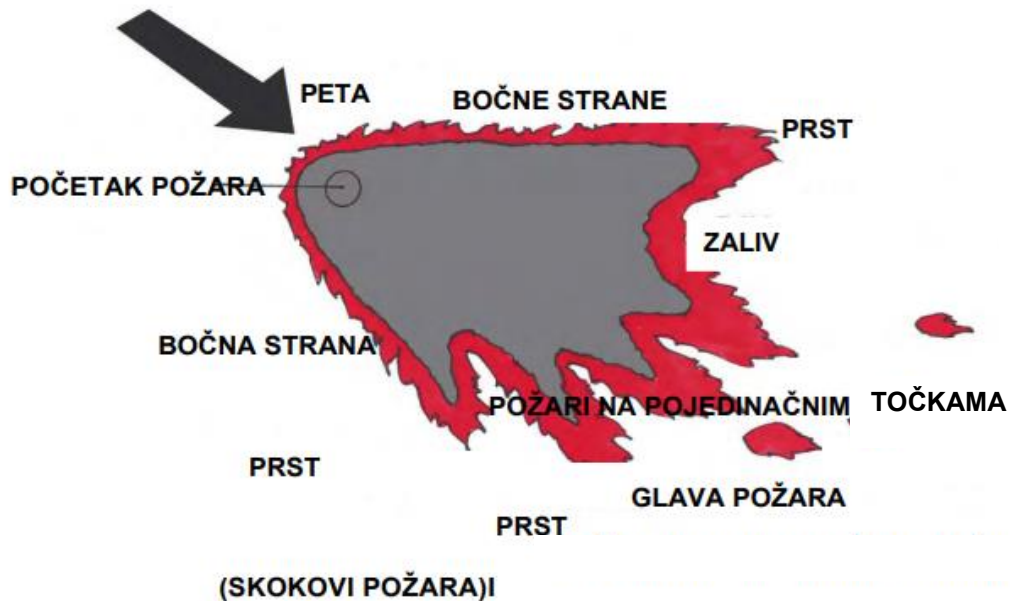 PETA
BOČNE STRANE
PRST
POČETAK POŽARA
ZALIV
BOČNA STRANA
POŽARI NA POJEDINAČNIM TOČKAMA
PRST
GLAVA POŽARA
PRST
(SKOKOVI POŽARA)I